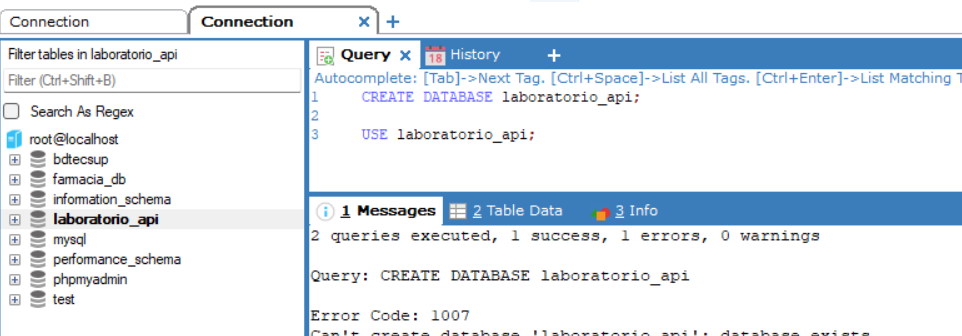 Connection
Connection
Filter tables in laboratorio_api
Filter (Ctrl+Shift+B)
Search As Regex
root@localhost
bdtecsup
farmacia_db
information_schema
laboratorio_api
mysql
performance_schema
phpmyadmin
test
Query
18
History
Autocomplete: [Tab]->Next Tag. [Ctrl+Space]->List All Tags. [Ctrl+Enter]->List Matching T
1 CREATE DATABASE laboratorio_api;
2
3 USE laboratorio_api;
1 Messages
2 Table Data
3 Info
2 queries executed, 1 success, 1 errors, 0 warnings
Query: CREATE DATABASE laboratorio_api
Error Code: 1007
Can't create database 'laboratorio_api'; database exists